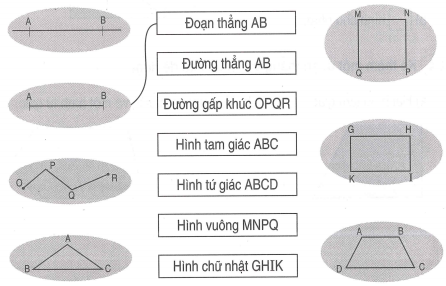 A B
A B
O P Q R
A B C
Đoạn thẳng AB
Đường thẳng AB
Đường gấp khúc OPQR
Hình tam giác ABC
Hình tứ giác ABCD
Hình vuông MNPQ
Hình chữ nhật GHIK
M N
Q P
G H
K I
A B
D C